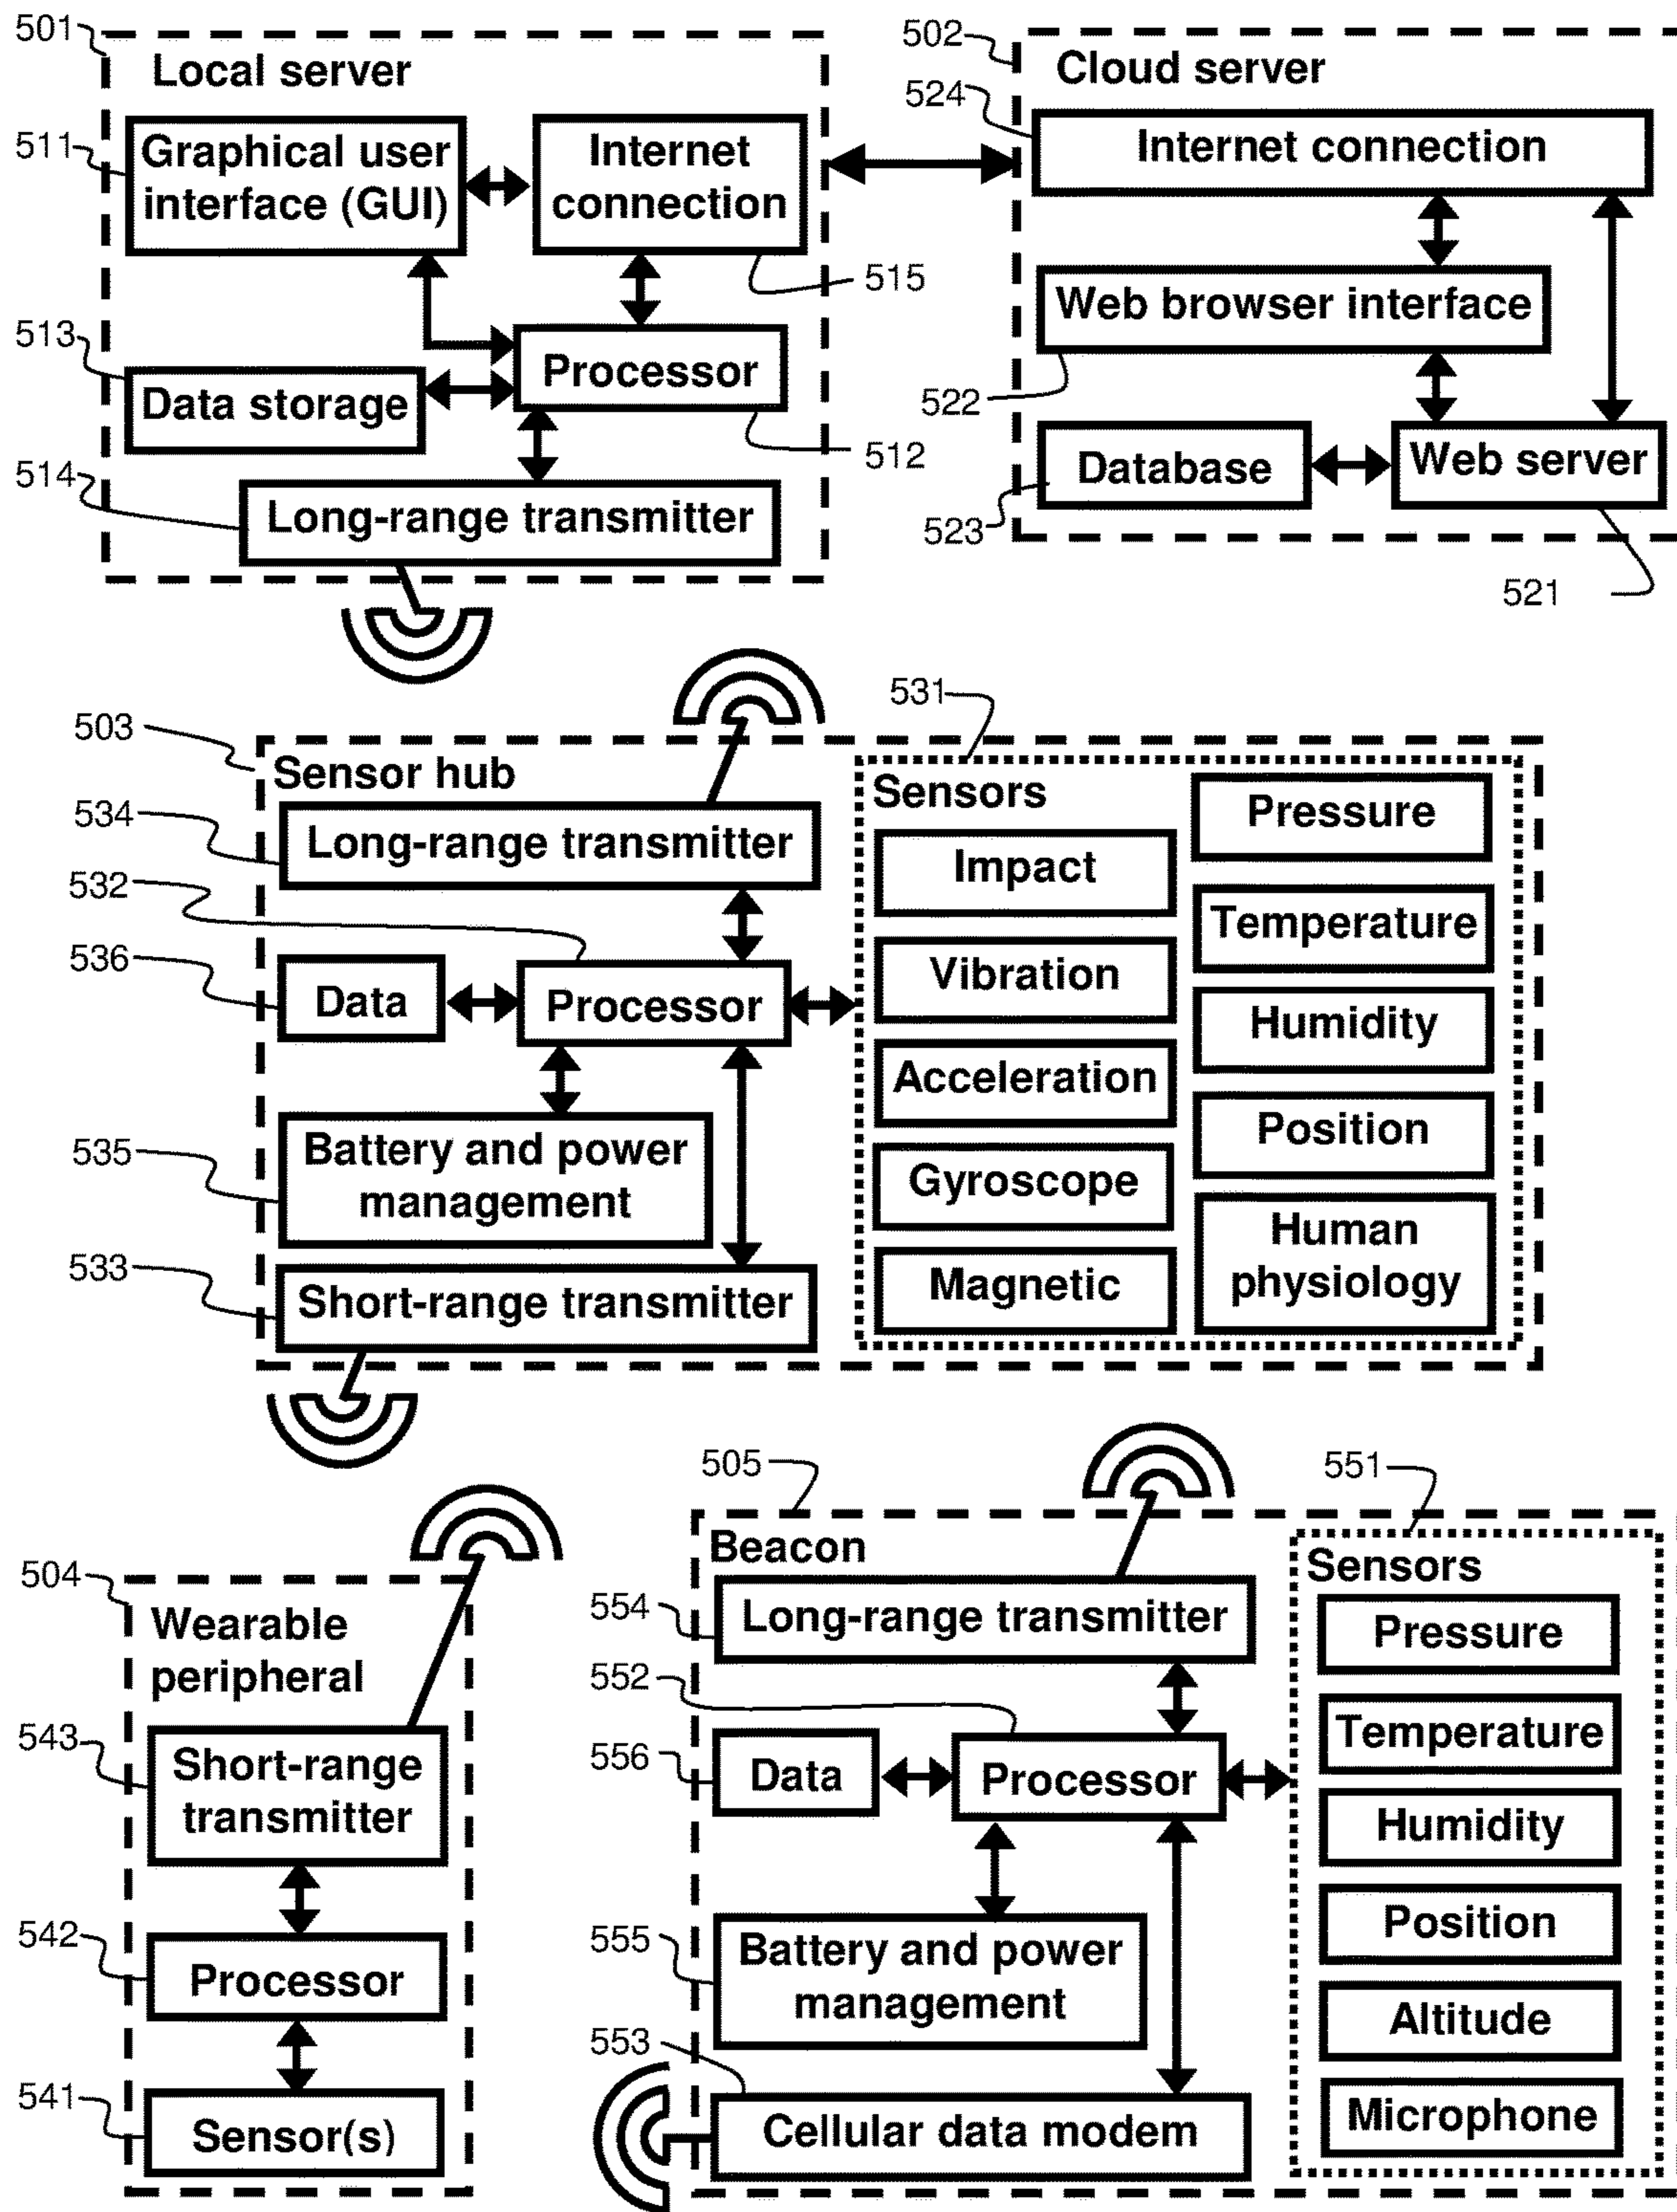 501
Local server
511
Graphical user
interface (GUI)
Internet
connection
515
513
Data storage
Processor
512
514
Long-range transmitter
502
Cloud server
524
Internet connection
Web browser interface
522
Database
Web server
523
521
503
Sensor hub
534
Long-range transmitter
532
536
Data
Processor
535
Battery and power
management
533
Short-range transmitter
531
Sensors
Impact
Vibration
Acceleration
Gyroscope
Magnetic
Pressure
Temperature
Humidity
Position
Human
physiology
504
Wearable
peripheral
543
Short-range
transmitter
542
Processor
541
Sensor(s)
505
Beacon
554
Long-range transmitter
552
556
Data
Processor
555
Battery and power
management
553
Cellular data modem
551
Sensors
Pressure
Temperature
Humidity
Position
Altitude
Microphone